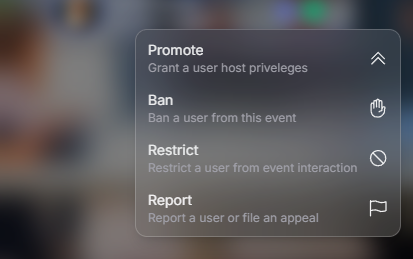 Promote
Grant a user host priveleges
Ban
Ban a user from this event
Restrict
Restrict a user from event interaction
Report
Report a user or file an appeal